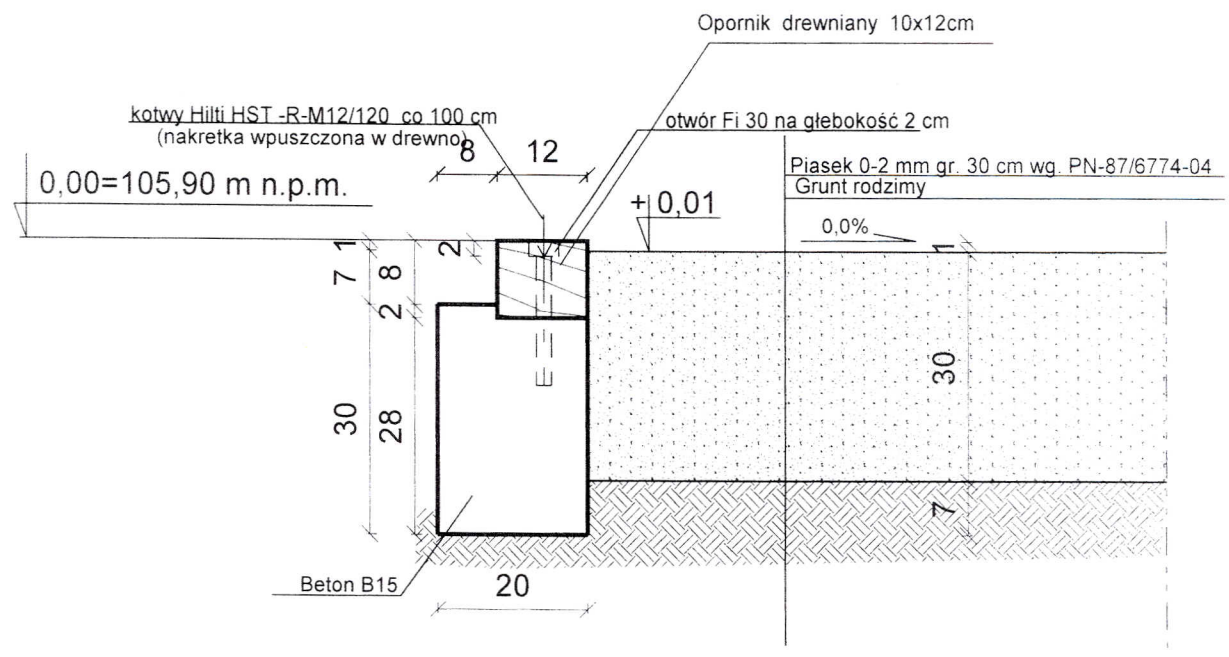 Opornik drewniany 10x12cm
kotwy Hilti HST -R-M12/120 co 100 cm
(nakretka wpuszczona w drewno)
otwór Fi 30 na głebokość 2 cm
8
12
Piasek 0-2 mm gr. 30 cm wg. PN-87/6774-04
Grunt rodzimy
0,00=105,90 m n.p.m.
+ 0,01
0,0%
1
2
1
7
8
2
30
30
28
7
Beton B15
20